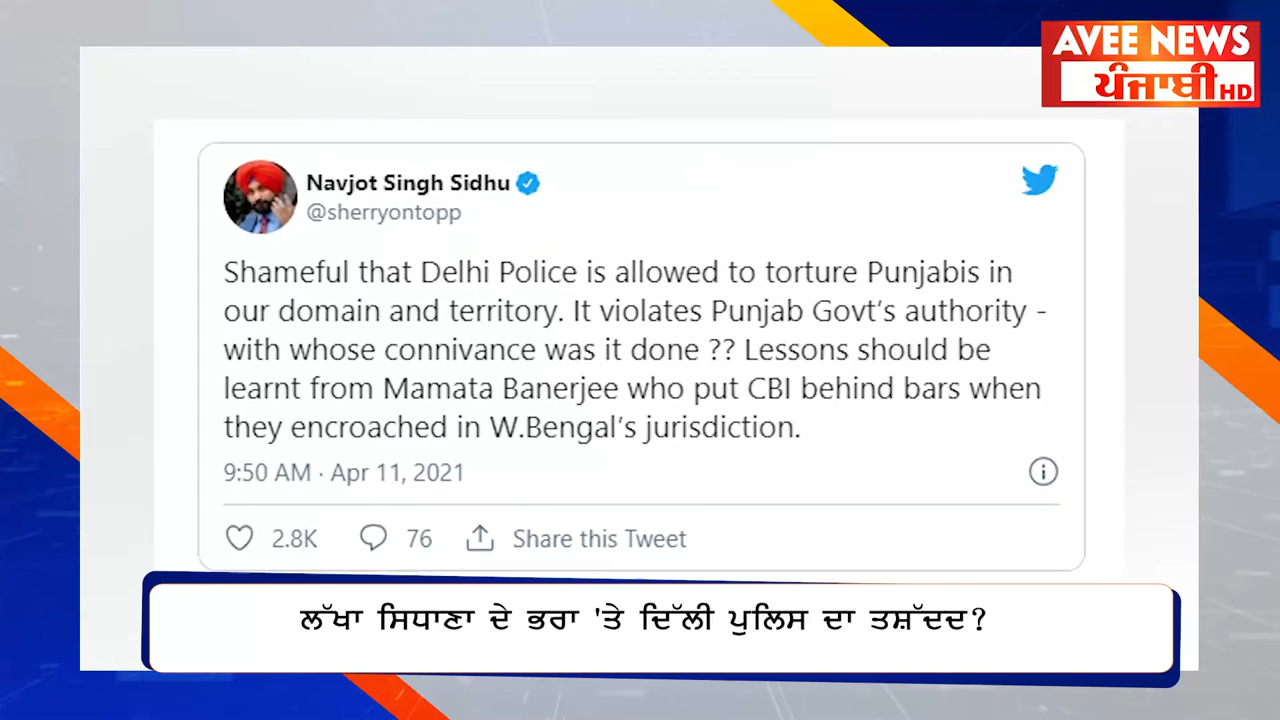 AVEE NEWS
ਪੰਜਾਬੀ HD
Navjot Singh Sidhu
@sherryontopp
Shameful that Delhi Police is allowed to torture Punjabis in
our domain and territory. It violates Punjab Govt's authority -
with whose connivance was it done ?? Lessons should be
learnt from Mamata Banerjee who put CBI behind bars when
they encroached in W.Bengal's jurisdiction.
9:50 AM · Apr 11, 2021
2.8K 76 Share this Tweet
ਲੱਖਾ ਸਿਧਾਣਾ ਦੇ ਭਰਾ 'ਤੇ ਦਿੱਲੀ ਪੁਲਿਸ ਦਾ ਤਸ਼ੱਦਦ?